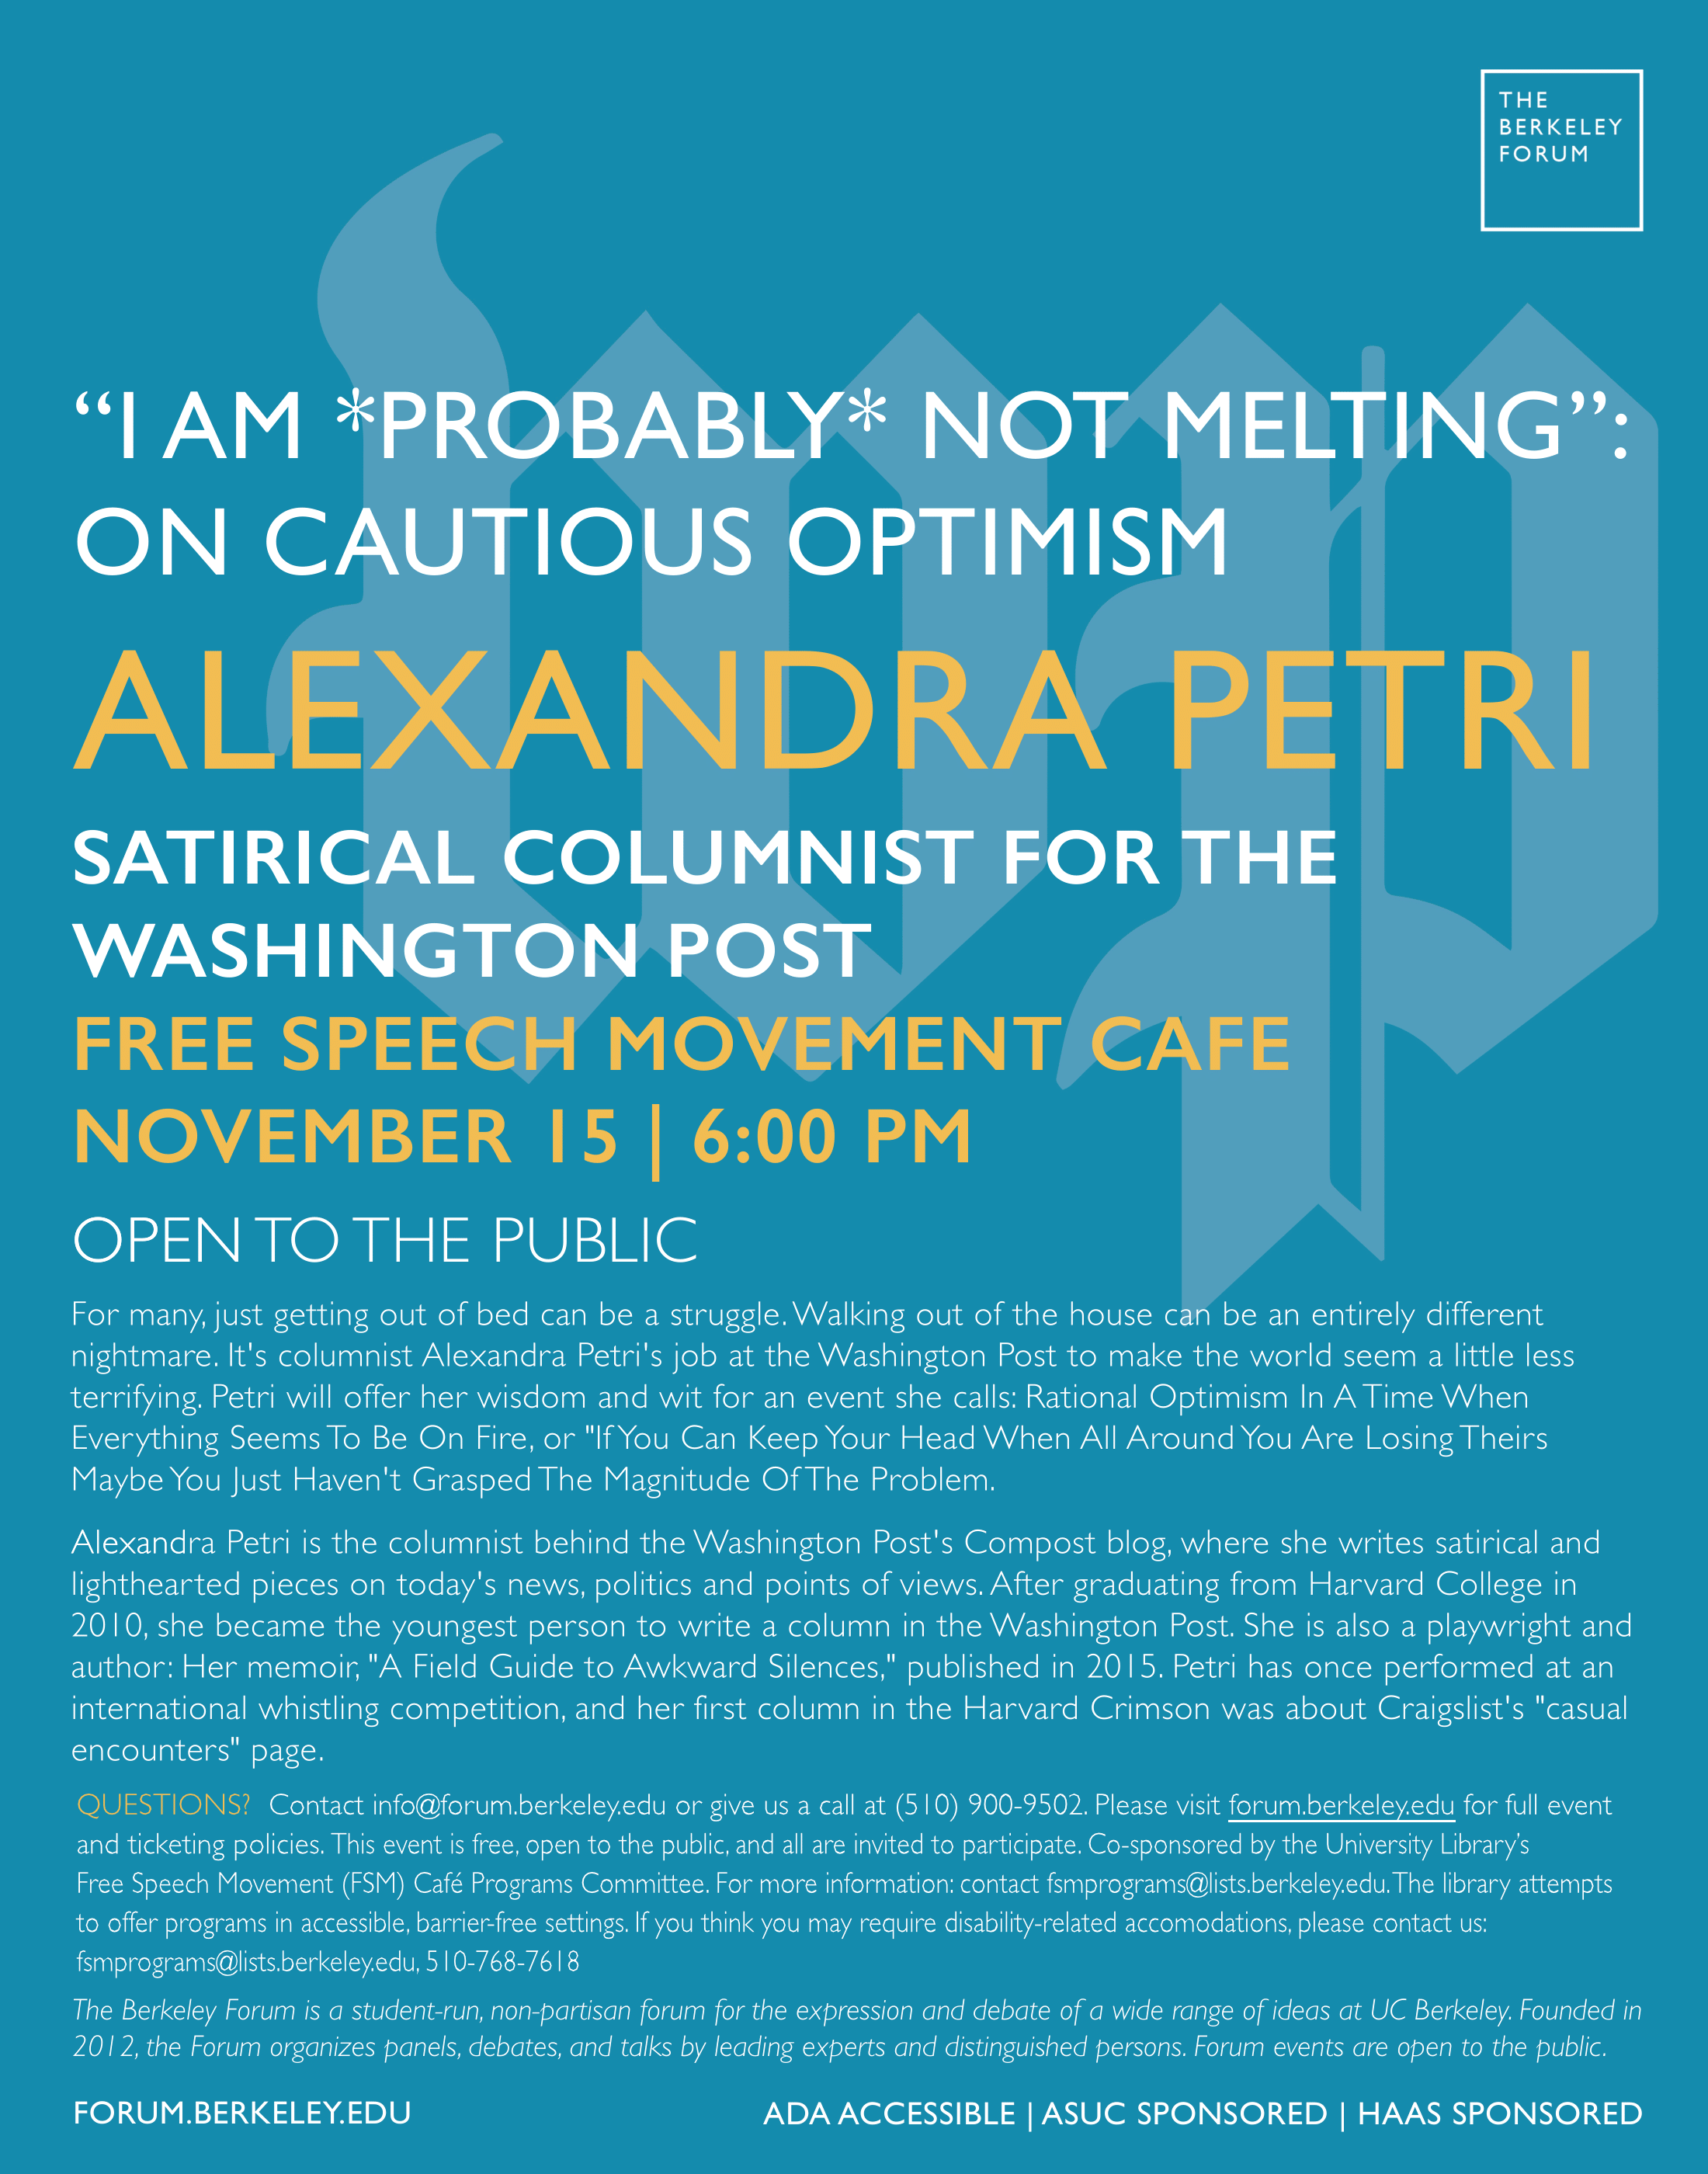 THE
BERKELEY
FORUM
“I AM *PROBABLY* NOT MELTING”:
ON CAUTIOUS OPTIMISM
ALEXANDRA PETRI
SATIRICAL COLUMNIST FOR THE
WASHINGTON POST
FREE SPEECH MOVEMENT CAFE
NOVEMBER 15 | 6:00 PM
OPEN TO THE PUBLIC
For many, just getting out of bed can be a struggle. Walking out of the house can be an entirely different
nightmare. It's columnist Alexandra Petri's job at the Washington Post to make the world seem a little less
terrifying. Petri will offer her wisdom and wit for an event she calls: Rational Optimism In A Time When
Everything Seems To Be On Fire, or "If You Can Keep Your Head When All Around You Are Losing Theirs
Maybe You Just Haven't Grasped The Magnitude Of The Problem.
Alexandra Petri is the columnist behind the Washington Post's Compost blog, where she writes satirical and
lighthearted pieces on today's news, politics and points of views. After graduating from Harvard College in
2010, she became the youngest person to write a column in the Washington Post. She is also a playwright and
author: Her memoir, "A Field Guide to Awkward Silences," published in 2015. Petri has once performed at an
international whistling competition, and her first column in the Harvard Crimson was about Craigslist's "casual
encounters" page.
QUESTIONS? Contact info@forum.berkeley.edu or give us a call at (510) 900-9502. Please visit forum.berkeley.edu for full event
and ticketing policies. This event is free, open to the public, and all are invited to participate. Co-sponsored by the University Library’s
Free Speech Movement (FSM) Café Programs Committee. For more information: contact fsmprograms@lists.berkeley.edu. The library attempts
to offer programs in accessible, barrier-free settings. If you think you may require disability-related accomodations, please contact us:
fsmprograms@lists.berkeley.edu, 510-768-7618
The Berkeley Forum is a student-run, non-partisan forum for the expression and debate of a wide range of ideas at UC Berkeley. Founded in
2012, the Forum organizes panels, debates, and talks by leading experts and distinguished persons. Forum events are open to the public.
FORUM.BERKELEY.EDU
ADA ACCESSIBLE | ASUC SPONSORED | HAAS SPONSORED
wp